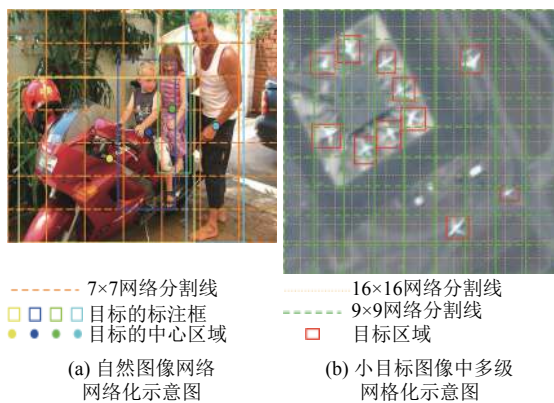 7×7网络分割线
目标的标注框
目标的中心区域
(a) 自然图像网络
网络化示意图
16×16网络分割线
9×9网络分割线
目标区域
(b) 小目标图像中多级
网格化示意图